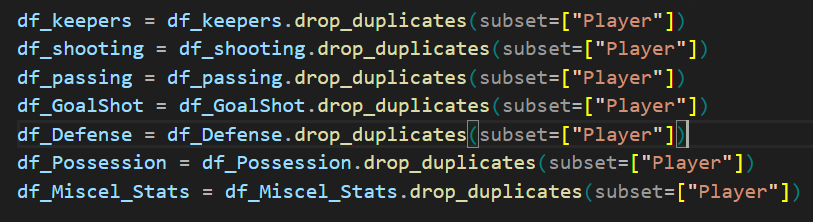 df_keepers = df_keepers.drop_duplicates(subset=["Player"])
df_shooting = df_shooting.drop_duplicates(subset=["Player"])
df_passing = df_passing.drop_duplicates(subset=["Player"])
df_GoalShot = df_GoalShot.drop_duplicates(subset=["Player"])
df_Defense = df_Defense.drop_duplicates(subset=["Player"])
df_Possession = df_Possession.drop_duplicates(subset=["Player"])
df_Miscel_Stats = df_Miscel_Stats.drop_duplicates(subset=["Player"])